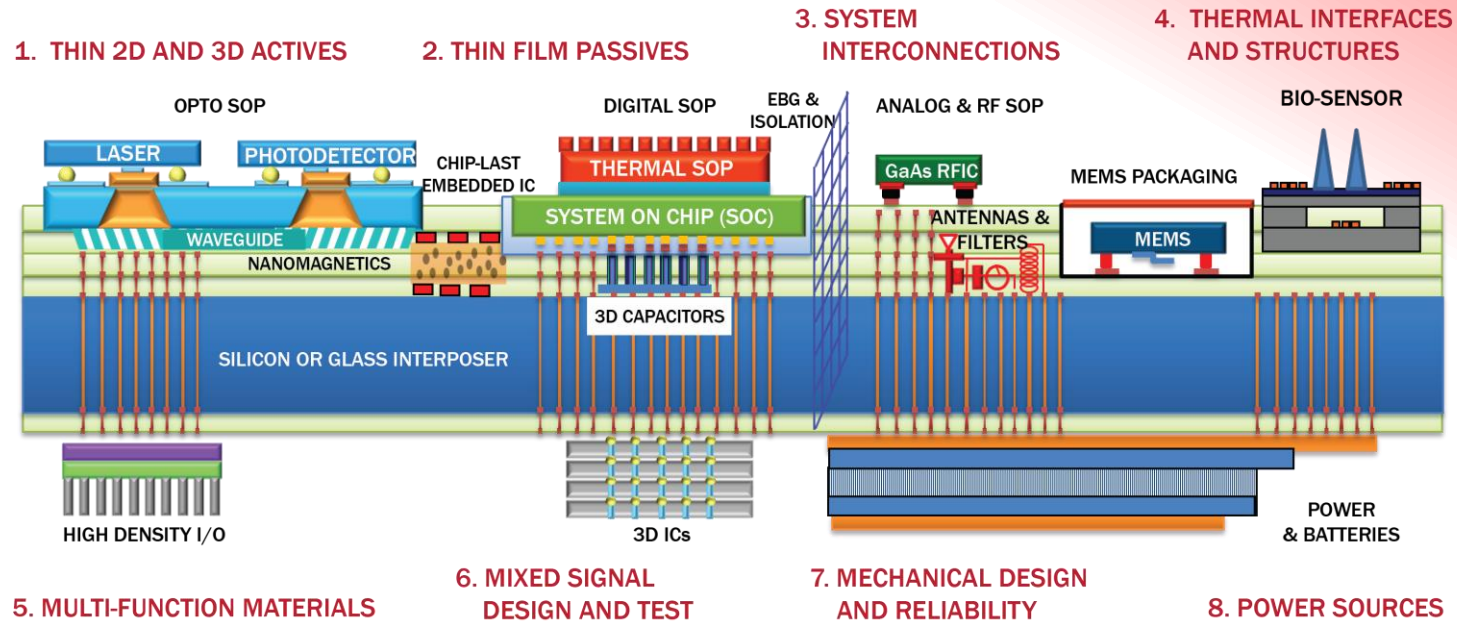 1. THIN 2D AND 3D ACTIVES
2. THIN FILM PASSIVES
3. SYSTEM
INTERCONNECTIONS
4. THERMAL INTERFACES
AND STRUCTURES
OPTO SOP
DIGITAL SOP
EBG &
ISOLATION
ANALOG & RF SOP
BIO-SENSOR
LASER
PHOTODETECTOR
CHIP-LAST
EMBEDDED IC
THERMAL SOP
GaAs RFIC
MEMS PACKAGING
SYSTEM ON CHIP (SOC)
ANTENNAS &
FILTERS
WAVEGUIDE
MEMS
NANOMAGNETICS
3D CAPACITORS
SILICON OR GLASS INTERPOSER
HIGH DENSITY I/O
3D ICs
POWER
& BATTERIES
5. MULTI-FUNCTION MATERIALS
6. MIXED SIGNAL
DESIGN AND TEST
7. MECHANICAL DESIGN
AND RELIABILITY
8. POWER SOURCES